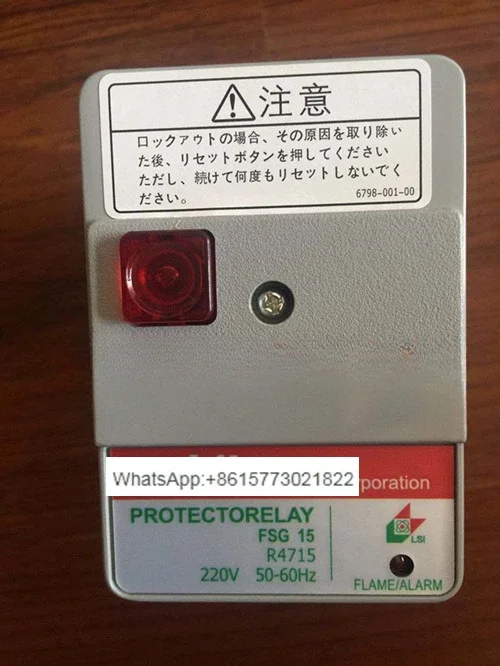 注意
ロックアウトの場合、その原因を取り除い
た後、リセットボタンを押してください
ただし、続けて何度もリセットしないでく
ださい。
6798-001-00
WhatsApp:+8615773021822
rporation
PROTECTORELAY
FSG 15
R4715
220V 50-60Hz
LSI
FLAME/ALARM